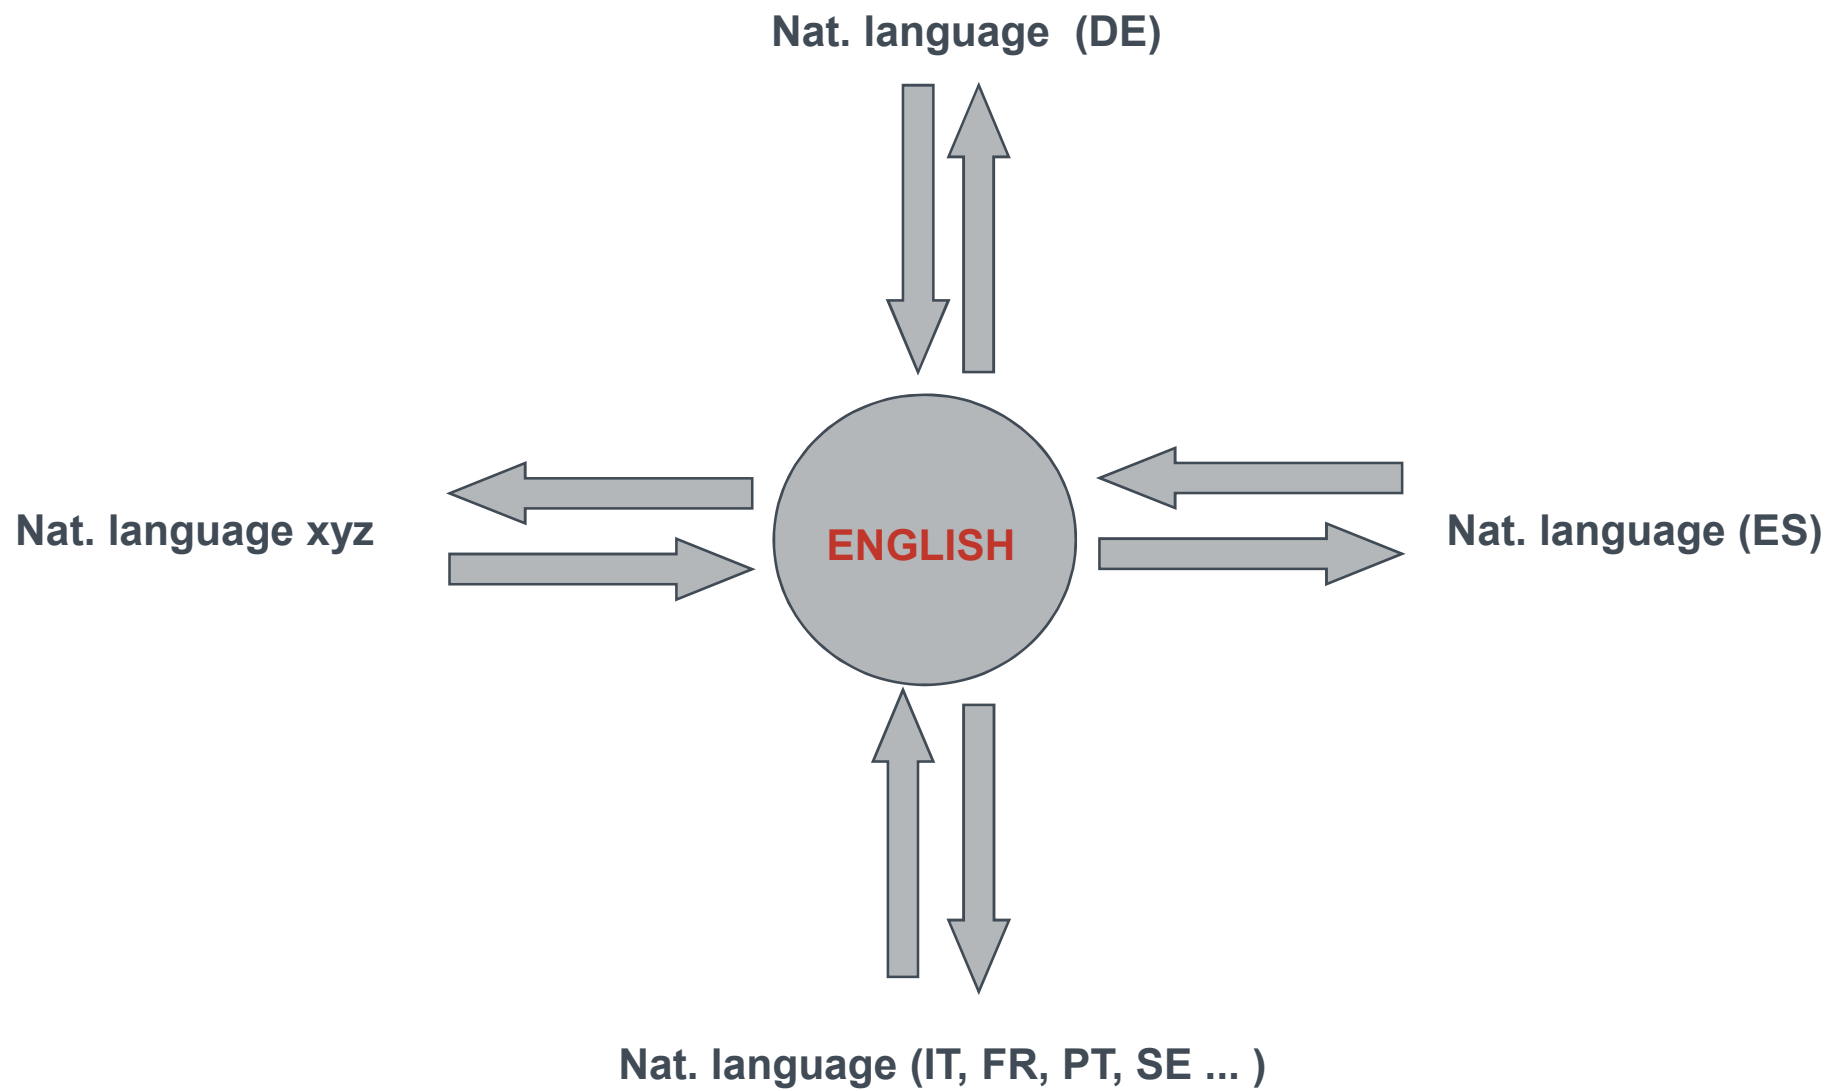 Nat. language  (DE)
Nat. language xyz
ENGLISH
Nat. language (ES)
Nat. language (IT, FR, PT, SE ... )